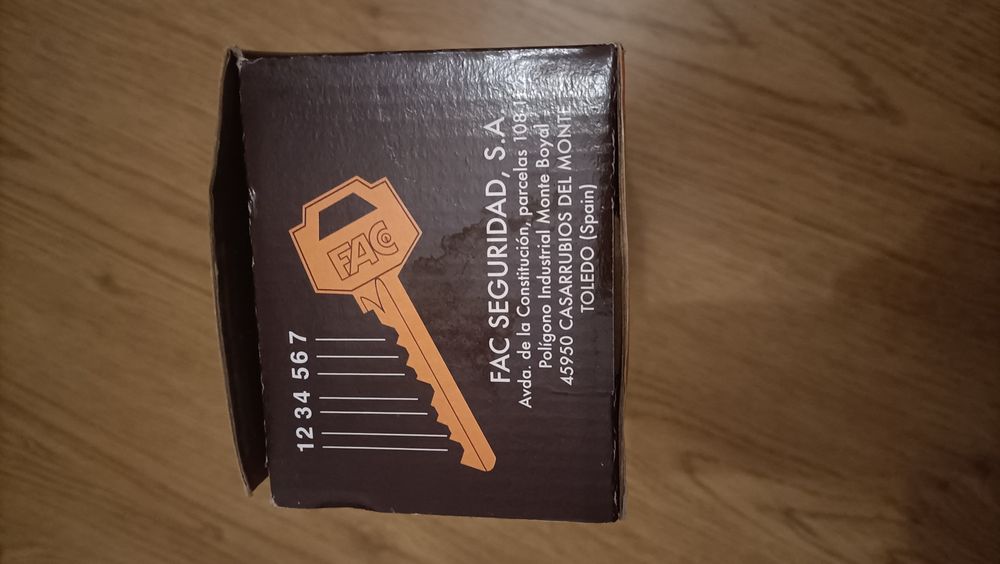 1 2 3 4 5 6 7
FAC
FAC SEGURIDAD, S.A.
Avda. de la Constitución, parcelas
Polígono Industrial Monte Boyal
45950 CASARRUBIOS DEL MONTE
TOLEDO (Spain)